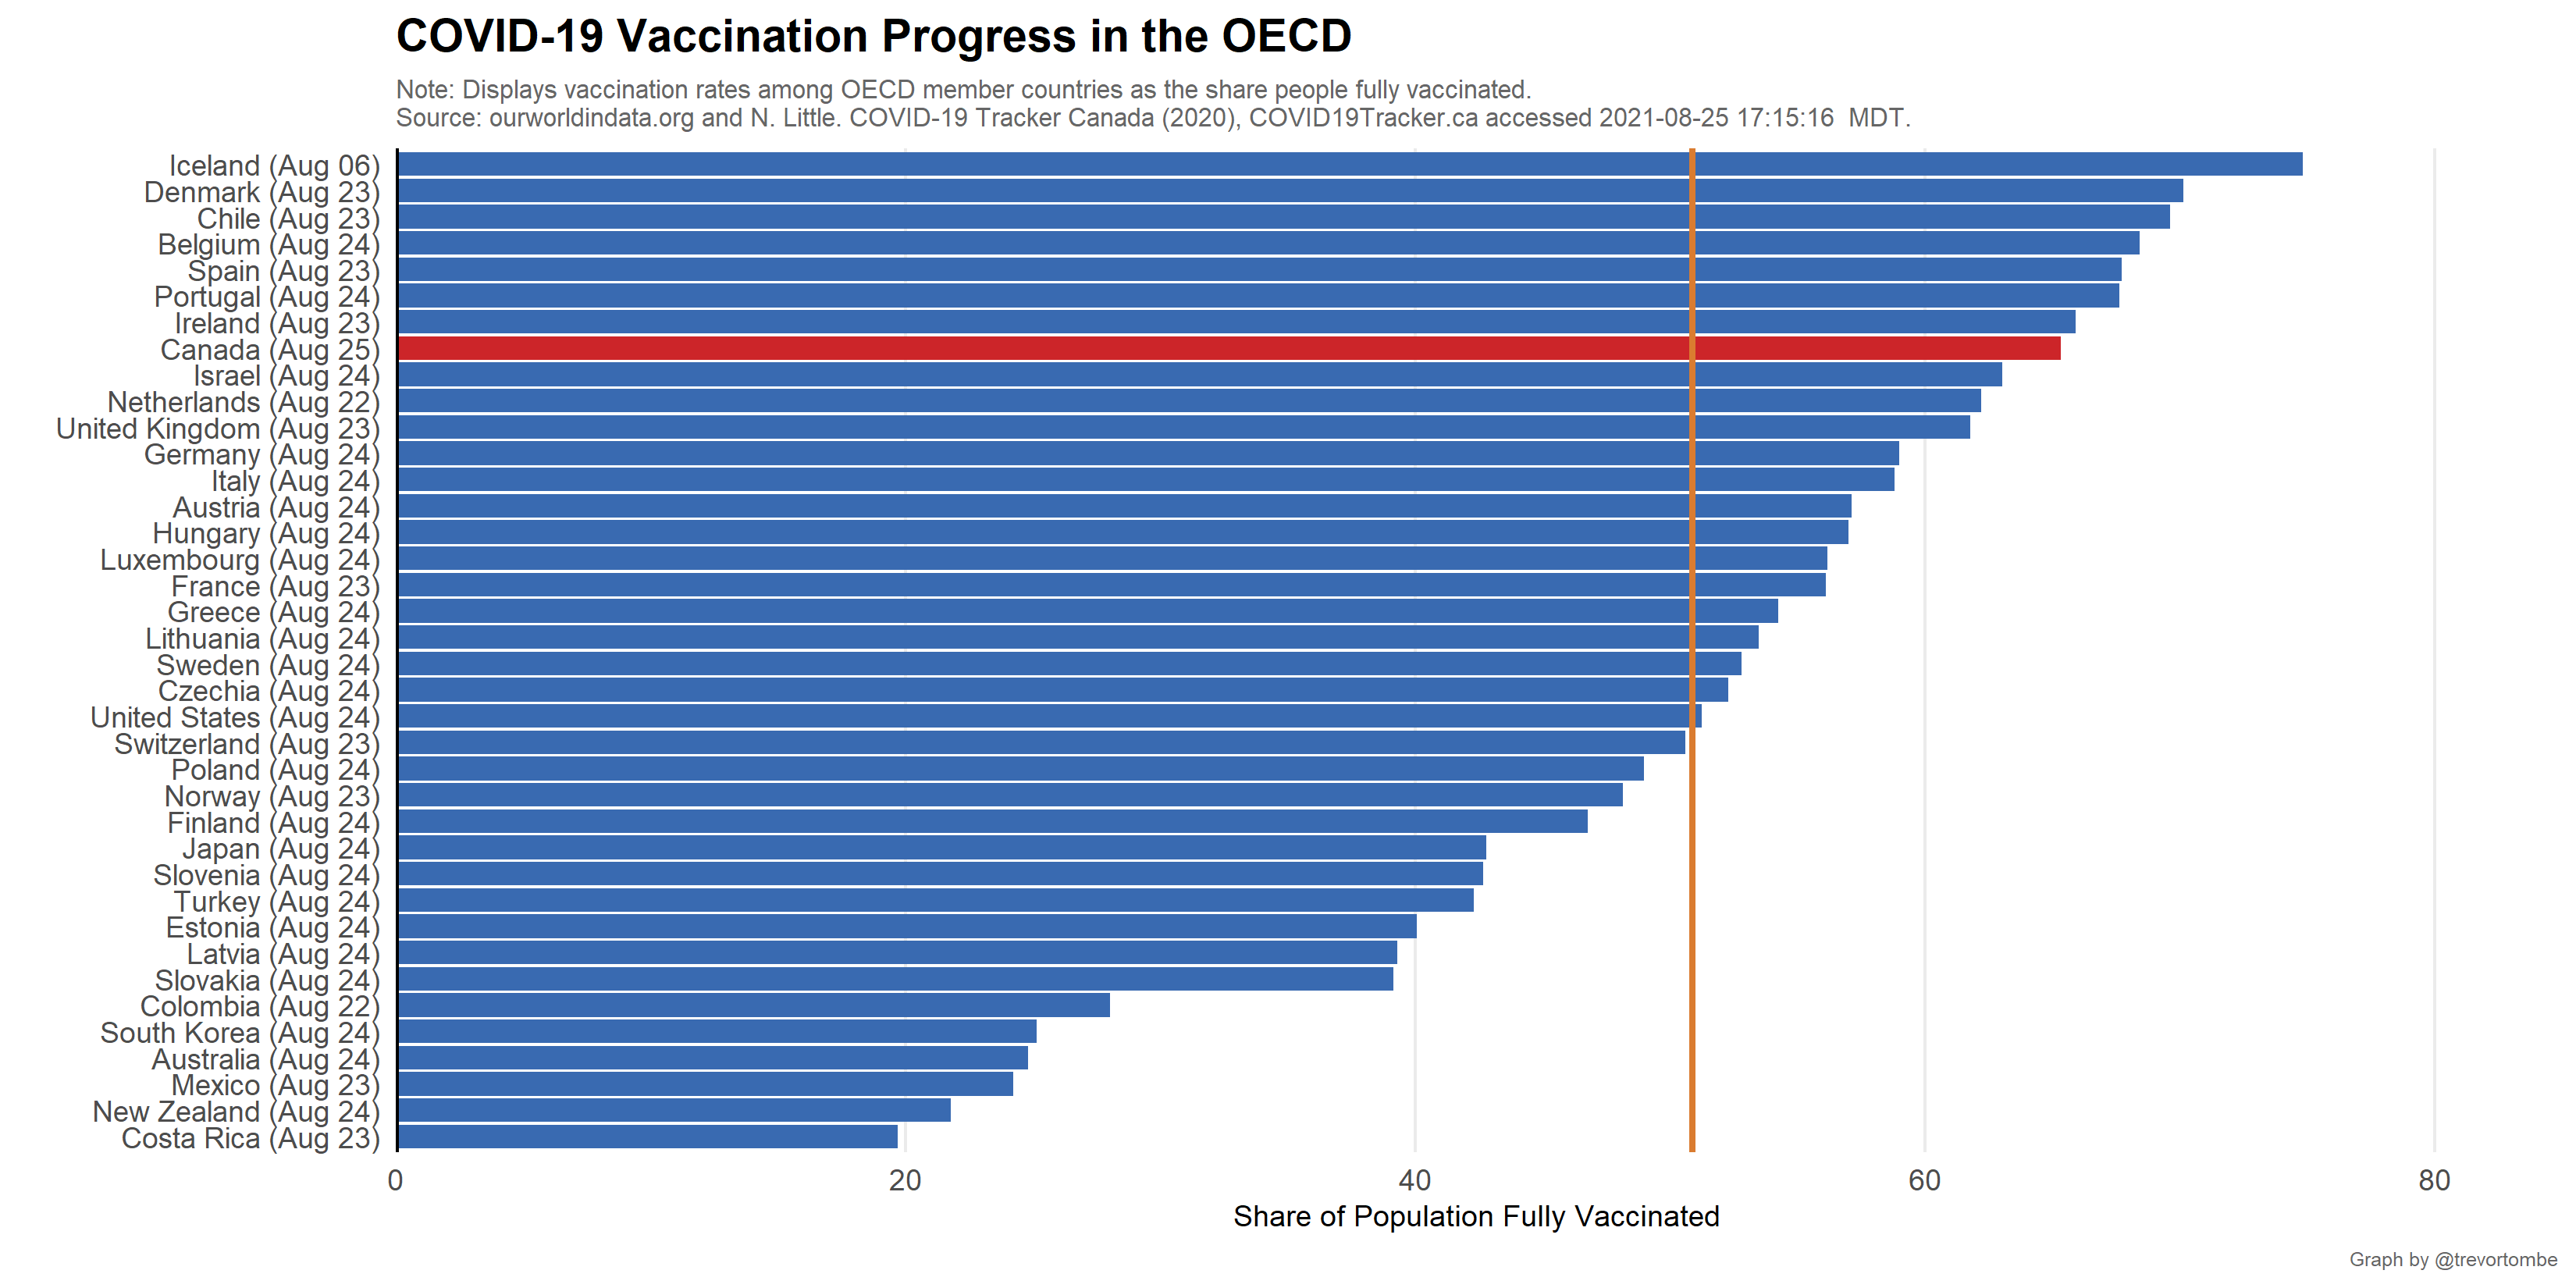 COVID-19 Vaccination Progress in the OECD
Note: Displays vaccination rates among OECD member countries as the share people fully vaccinated.
Source: ourworldindata.org and N. Little. COVID-19 Tracker Canada (2020), COVID19Tracker.ca accessed 2021-08-25 17:15:16  MDT.
Iceland (Aug 06)
Denmark (Aug 23)
Chile (Aug 23)
Belgium (Aug 24)
Spain (Aug 23)
Portugal (Aug 24)
Ireland (Aug 23)
Canada (Aug 25)
Israel (Aug 24)
Netherlands (Aug 22)
United Kingdom (Aug 23)
Germany (Aug 24)
Italy (Aug 24)
Austria (Aug 24)
Hungary (Aug 24)
Luxembourg (Aug 24)
France (Aug 23)
Greece (Aug 24)
Lithuania (Aug 24)
Sweden (Aug 24)
Czechia (Aug 24)
United States (Aug 24)
Switzerland (Aug 23)
Poland (Aug 24)
Norway (Aug 23)
Finland (Aug 24)
Japan (Aug 24)
Slovenia (Aug 24)
Turkey (Aug 24)
Estonia (Aug 24)
Latvia (Aug 24)
Slovakia (Aug 24)
Colombia (Aug 22)
South Korea (Aug 24)
Australia (Aug 24)
Mexico (Aug 23)
New Zealand (Aug 24)
Costa Rica (Aug 23)
0 20 40 60 80
Share of Population Fully Vaccinated
Graph by @trevortombe